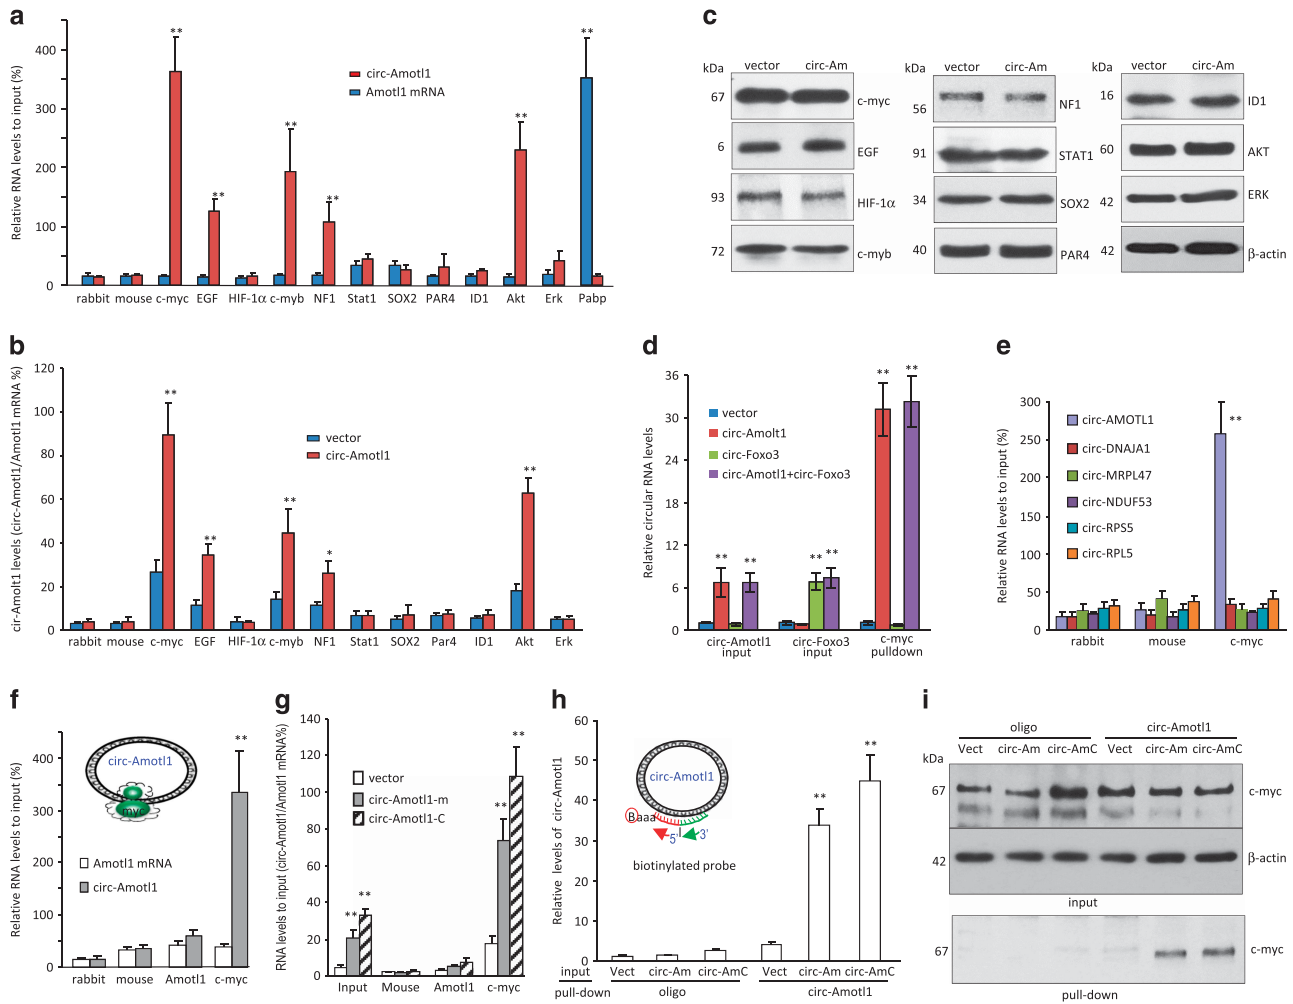 a
Relative RNA levels to input (%)
400
300
200
100
0
**
**
**
**
**
**
circ-Amotl1
Amotl1 mRNA
rabbit mouse c-myc EGF HIF-1α c-myb NF1 Stat1 SOX2 PAR4 ID1 Akt Erk Pabp
b
cir-Amolt1 levels (circ-Amotl1/Amotl1 mRNA %)
120
100
80
60
40
20
0
**
**
**
*
**
vector
circ-Amotl1
rabbit mouse c-myc EGF HIF-1α c-myb NF1 Stat1 SOX2 Par4 ID1 Akt Erk
c
kDa vector circ-Am
67 c-myc
6 EGF
93 HIF-1α
72 c-myb
kDa vector circ-Am
56 NF1
91 STAT1
34 SOX2
40 PAR4
kDa vector circ-Am
16 ID1
60 AKT
42 ERK
42 β-actin
d
Relative circular RNA levels
36
30
24
18
12
6
0
vector
circ-Amolt1
circ-Foxo3
circ-Amotl1+circ-Foxo3
** **
** **
** **
circ-Amotl1 input
circ-Foxo3 input
c-myc pulldown
e
Relative RNA levels to input (%)
300
250
200
150
100
50
0
**
circ-AMOTL1
circ-DNAJA1
circ-MRPL47
circ-NDUF53
circ-RPS5
circ-RPL5
rabbit mouse c-myc
f
Relative RNA levels to input (%)
400
300
200
100
0
circ-Amotl1
myc
**
Amotl1 mRNA
circ-Amotl1
rabbit mouse Amotl1 c-myc
g
RNA levels to input (circ-Amotl1/Amotl1 mRNA%)
140
120
100
80
60
40
20
0
vector
circ-Amotl1-m
circ-Amotl1-C
** **
** **
Input Mouse Amotl1 c-myc
h
Relative levels of circ-Amotl1
60
50
40
30
20
10
0
circ-Amotl1
Baaa
5' 3'
biotinylated probe
**
**
input Vect circ-Am circ-AmC Vect circ-Am circ-AmC
pull-down oligo circ-Amotl1
i
oligo circ-Amotl1
kDa Vect circ-Am circ-AmC Vect circ-Am circ-AmC
67 c-myc
42 β-actin
input
67 c-myc
pull-down